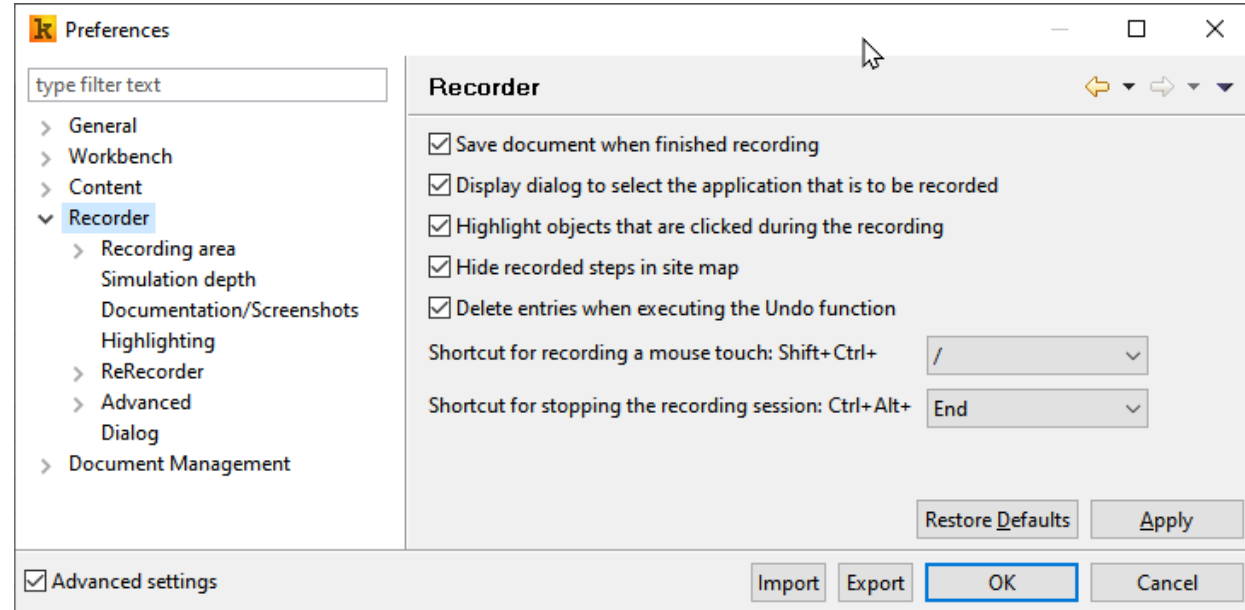 Preferences
type filter text
General
Workbench
Content
Recorder
Recording area
Simulation depth
Documentation/Screenshots
Highlighting
ReRecorder
Advanced
Dialog
Document Management
Recorder
Save document when finished recording
Display dialog to select the application that is to be recorded
Highlight objects that are clicked during the recording
Hide recorded steps in site map
Delete entries when executing the Undo function
Shortcut for recording a mouse touch: Shift+Ctrl+ /
Shortcut for stopping the recording session: Ctrl+Alt+ End
Restore Defaults Apply
Advanced settings Import Export OK Cancel